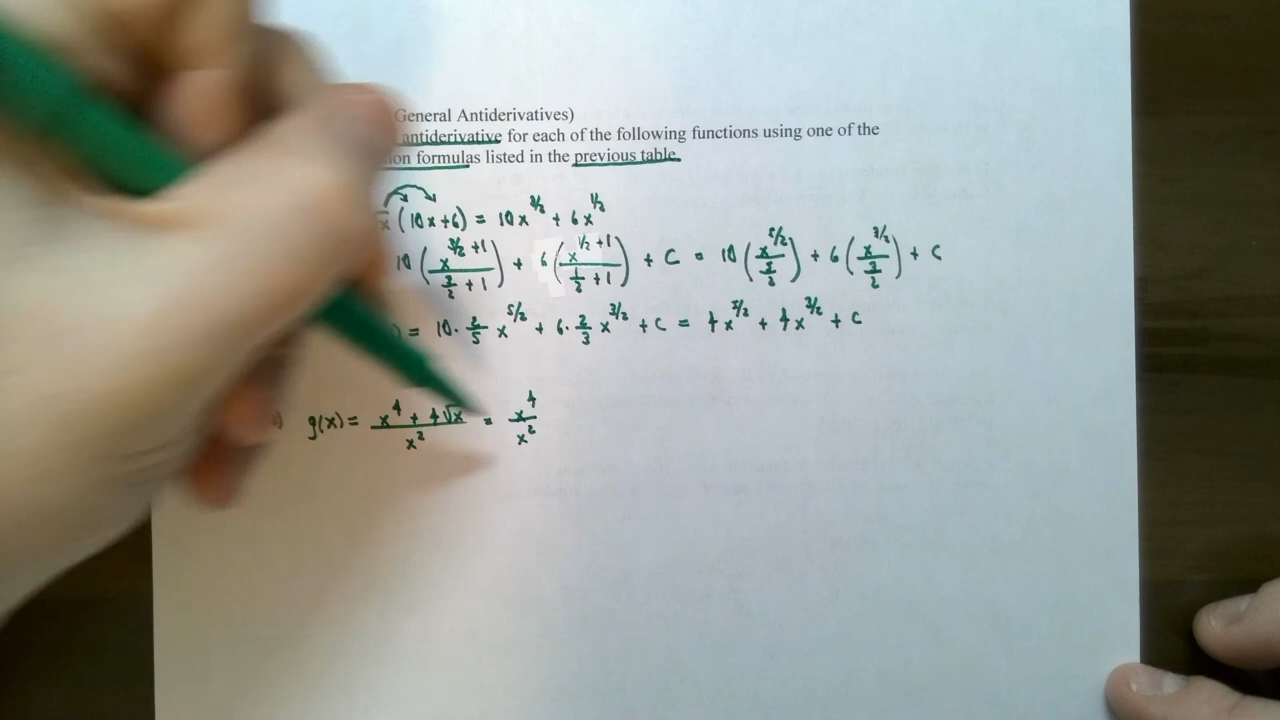 General Antiderivatives)
antiderivative for each of the following functions using one of the
ion formulas listed in the previous table.
(10x+6) = 10x^{3/2} + 6x^{1/2}
10(x^{3/2 +1}/(3/2 + 1)) + 6(x^{1/2 +1}/(1/2 + 1)) + C = 10(x^{5/2}/(5/2)) + 6(x^{3/2}/(3/2)) + C
) = 10·2/5 x^{5/2} + 6·2/3 x^{3/2} + C = 4x^{5/2} + 4x^{3/2} + C
) g(x) = (x^4 + 4√x)/x^2 = x^4/x^2